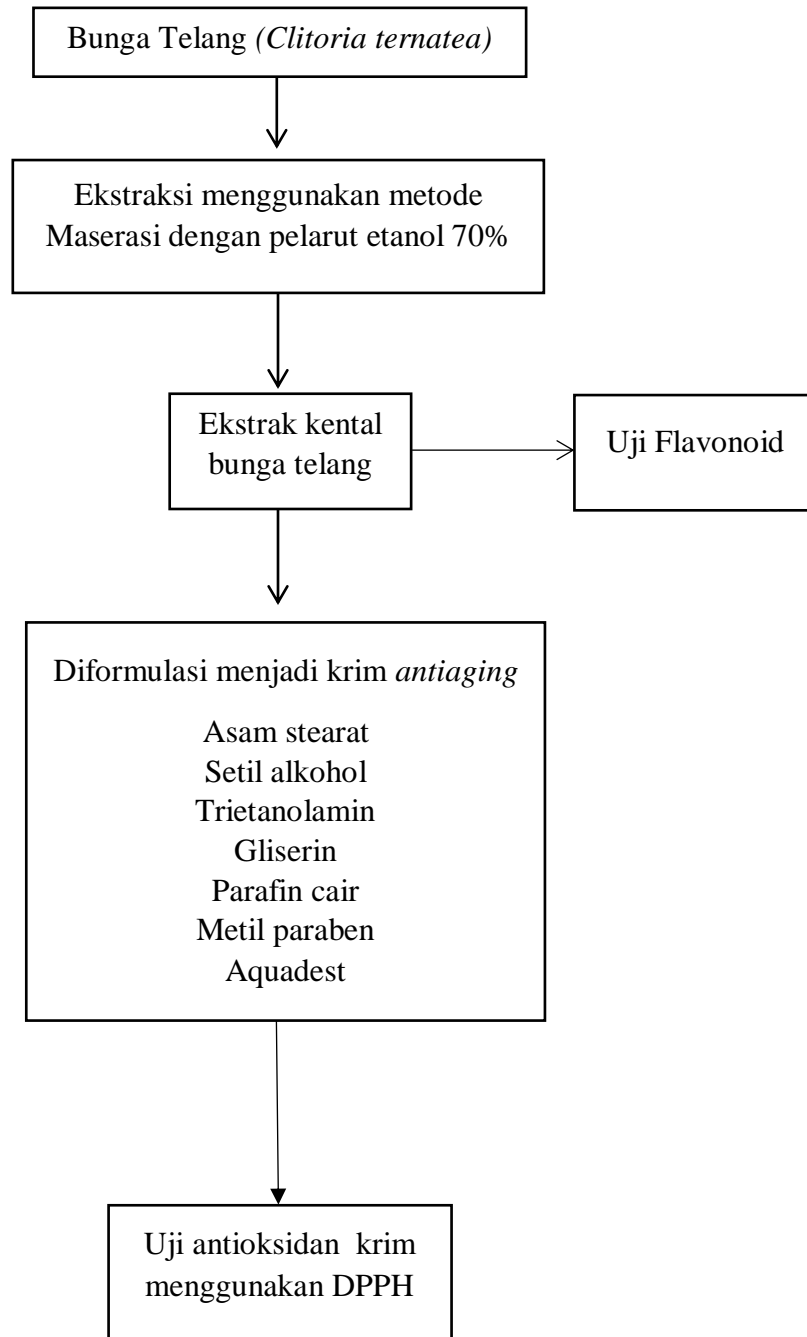 Bunga Telang (Clitoria ternatea)
Ekstraksi menggunakan metode
Maserasi dengan pelarut etanol 70%
Ekstrak kental
bunga telang
Uji Flavonoid
Diformulasi menjadi krim antiaging
Asam stearat
Setil alkohol
Trietanolamin
Gliserin
Parafin cair
Metil paraben
Aquadest
Uji antioksidan krim
menggunakan DPPH